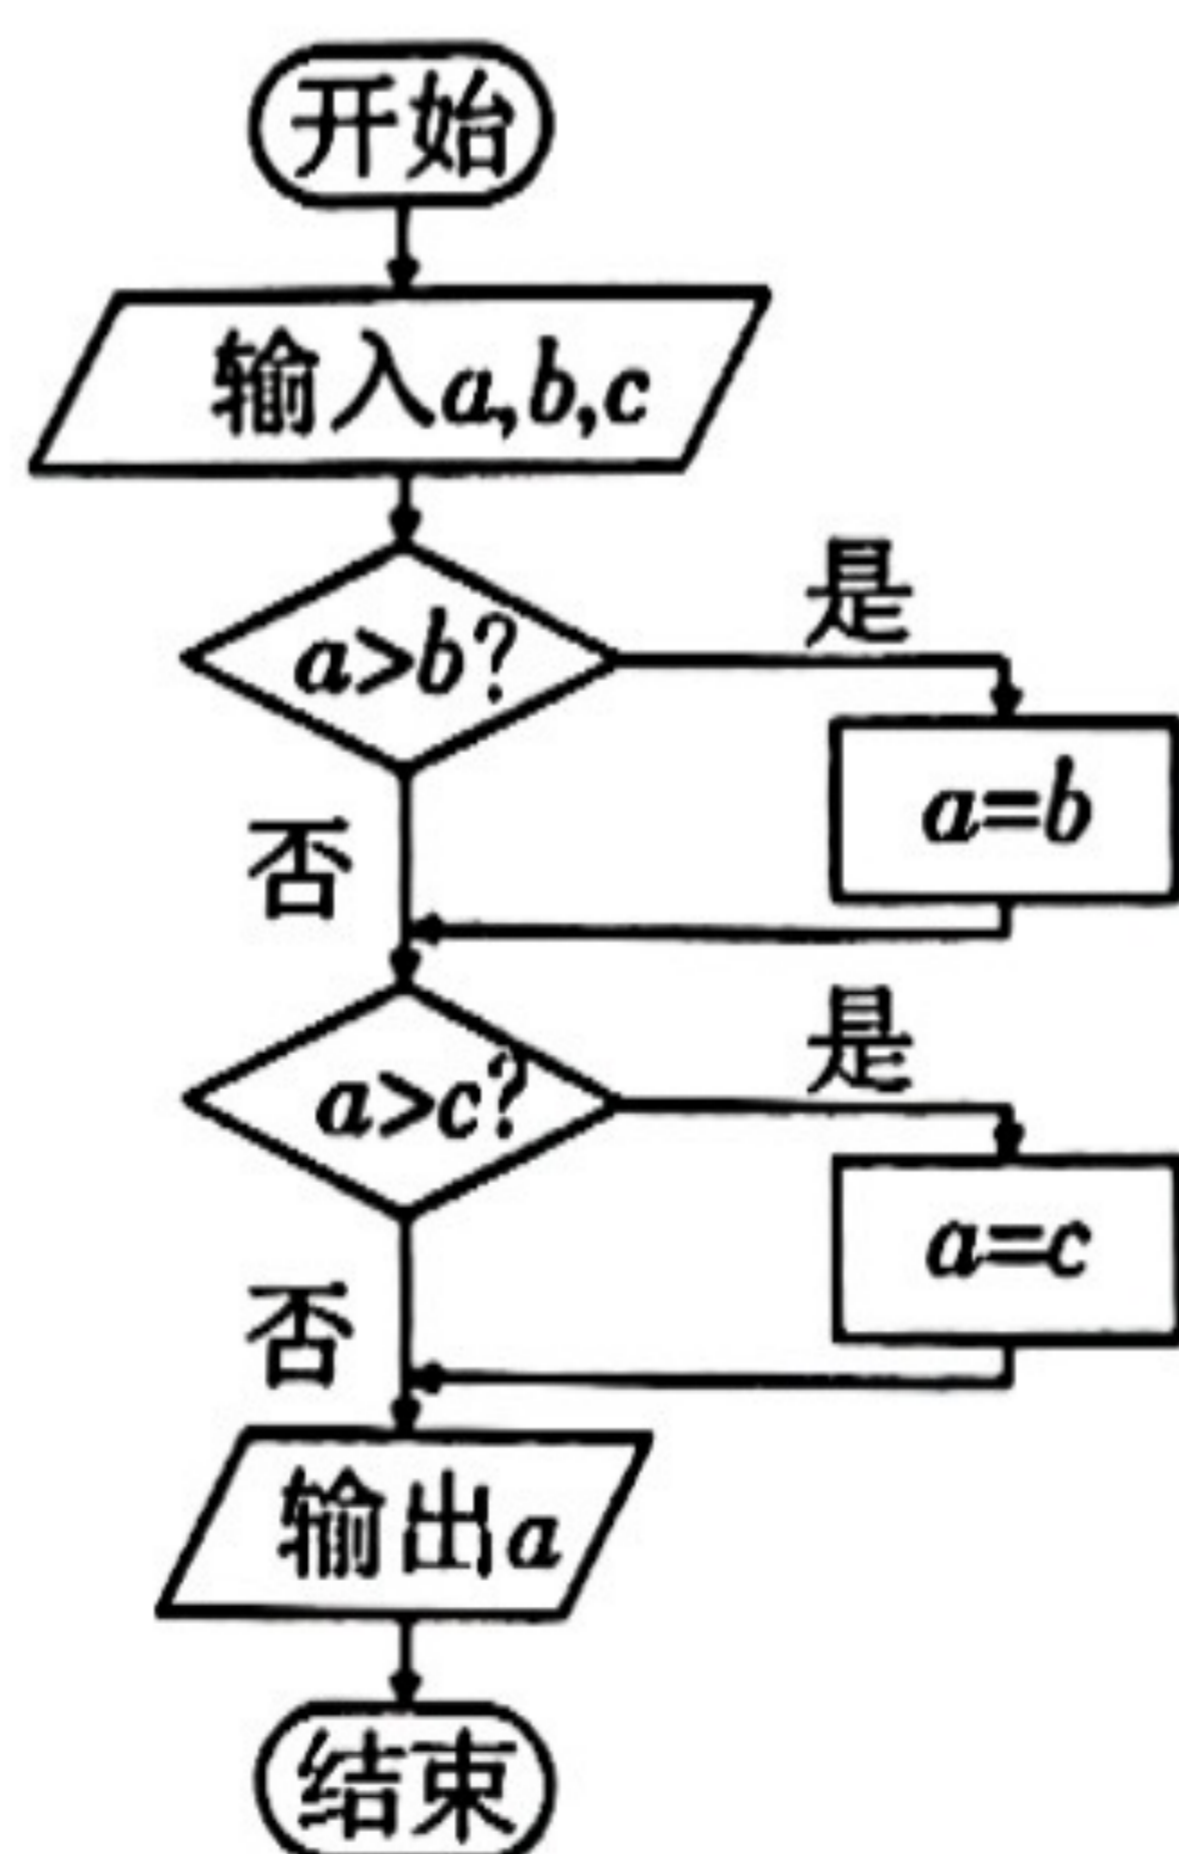 开始
输入a,b,c
a>b?
是
a=b
否
a>c?
是
a=c
否
输出a
结束